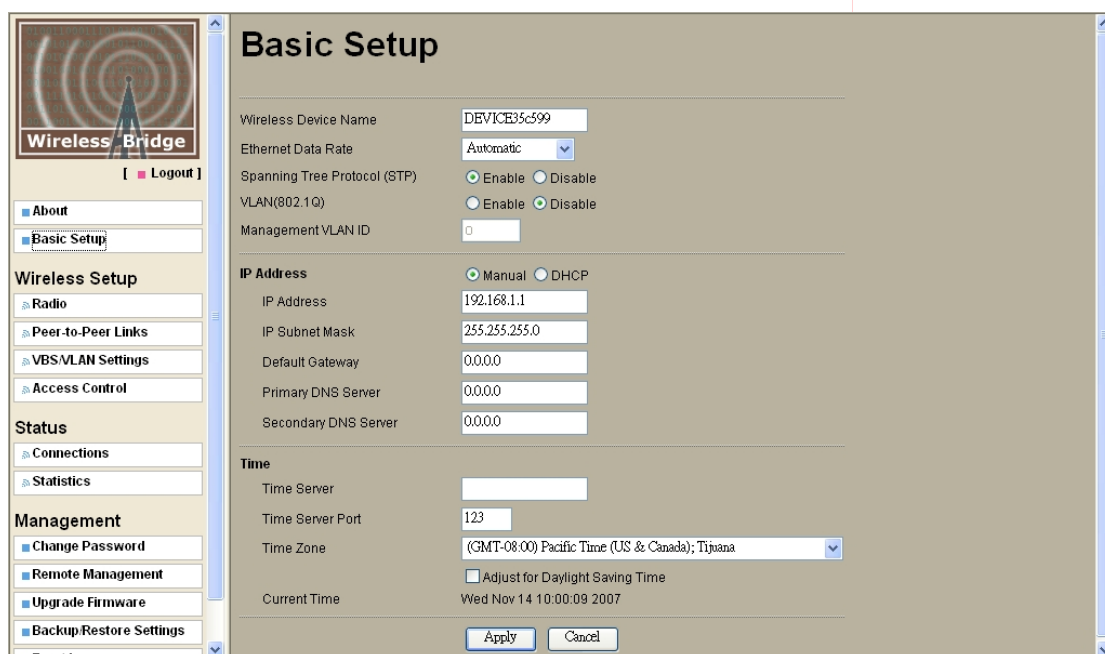 Wireless Bridge
[ Logout ]
About
Basic Setup
Wireless Setup
Radio
Peer-to-Peer Links
VBS/VLAN Settings
Access Control
Status
Connections
Statistics
Management
Change Password
Remote Management
Upgrade Firmware
Backup/Restore Settings
Basic Setup
Wireless Device Name DEVICE35c599
Ethernet Data Rate Automatic
Spanning Tree Protocol (STP) Enable Disable
VLAN(802.1Q) Enable Disable
Management VLAN ID 0
IP Address Manual DHCP
IP Address 192.168.1.1
IP Subnet Mask 255.255.255.0
Default Gateway 0.0.0.0
Primary DNS Server 0.0.0.0
Secondary DNS Server 0.0.0.0
Time
Time Server
Time Server Port 123
Time Zone (GMT-08:00) Pacific Time (US & Canada); Tijuana
Adjust for Daylight Saving Time
Current Time Wed Nov 14 10:00:09 2007
Apply Cancel